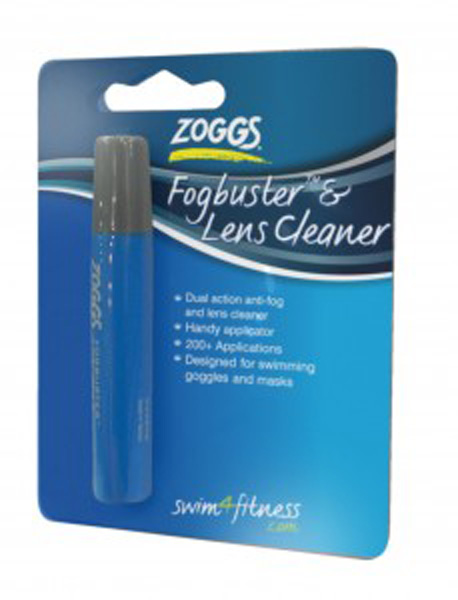 ZOGGS
Fogbuster™ &
Lens Cleaner
Dual action anti-fog
and lens cleaner
Handy applicator
200+ Applications
Designed for swimming
goggles and masks
swim4fitness
.com
ZOGGS
FOGBUSTER